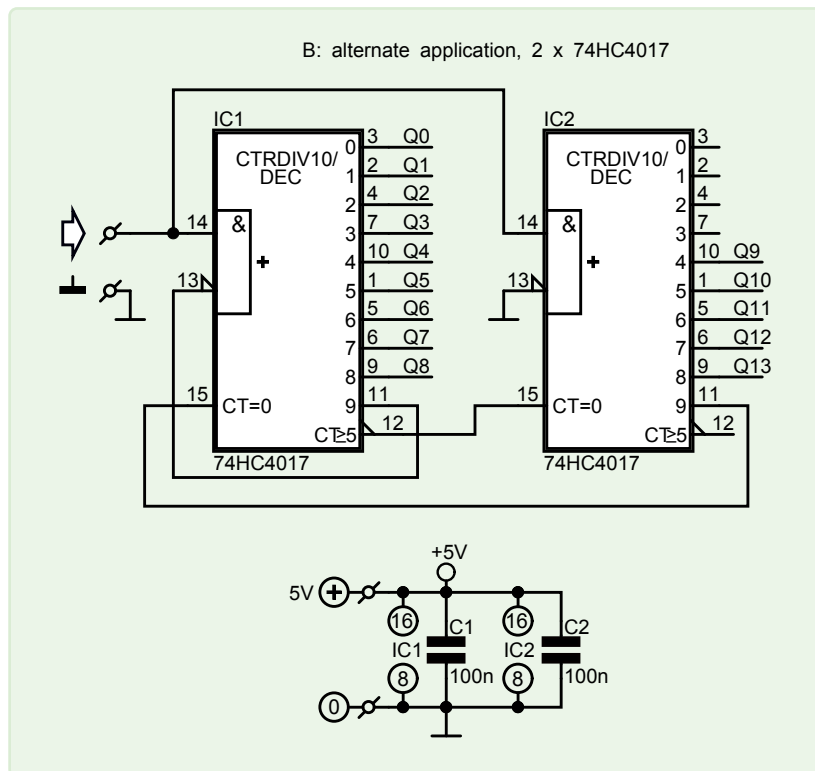 B: alternate application, 2 x 74HC4017
IC1
CTRDIV10/
DEC
14
&
+
13
15
CT=0
0
3
Q0
1
2
Q1
2
4
Q2
3
7
Q3
4
10
Q4
5
1
Q5
6
5
Q6
7
6
Q7
8
9
Q8
9
11
CT≥5
12
74HC4017
IC2
CTRDIV10/
DEC
14
&
+
13
15
CT=0
0
3
1
2
2
4
3
7
4
10
Q9
5
1
Q10
6
5
Q11
7
6
Q12
8
9
Q13
9
11
CT≥5
12
74HC4017
+5V
5V
+
16
IC1
8
C1
100n
16
IC2
8
C2
100n
0